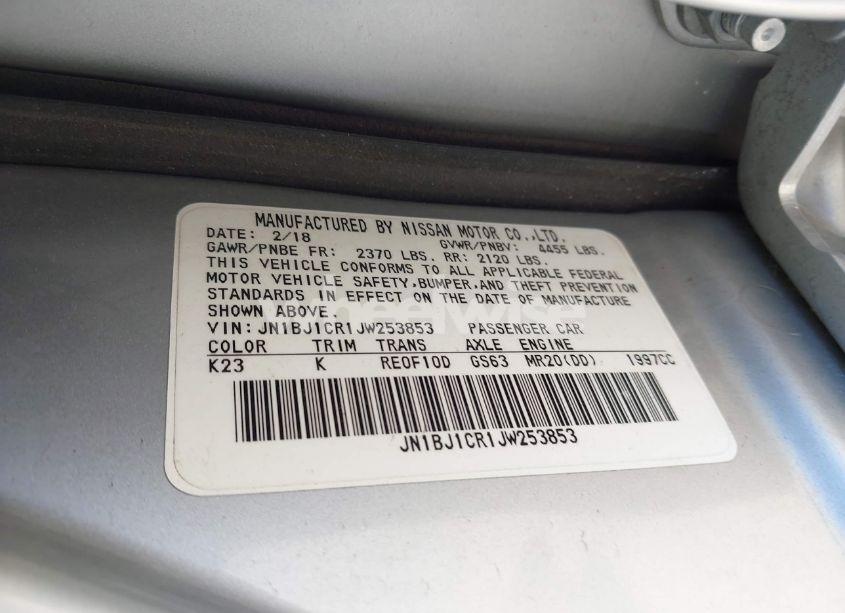 MANUFACTURED BY NISSAN MOTOR CO.,LTD.
DATE: 2/18 GVWR/PNBV: 4455 LBS.
GAWR/PNBE FR: 2370 LBS. RR: 2120 LBS.
THIS VEHICLE CONFORMS TO ALL APPLICABLE FEDERAL
MOTOR VEHICLE SAFETY,BUMPER,AND THEFT PREVENTION
STANDARDS IN EFFECT ON THE DATE OF MANUFACTURE
SHOWN ABOVE.
VIN: JN1BJ1CR1JW253853 PASSENGER CAR
COLOR TRIM TRANS AXLE ENGINE
K23 K RE0F10D GS63 MR20(DD) 1997CC
JN1BJ1CR1JW253853